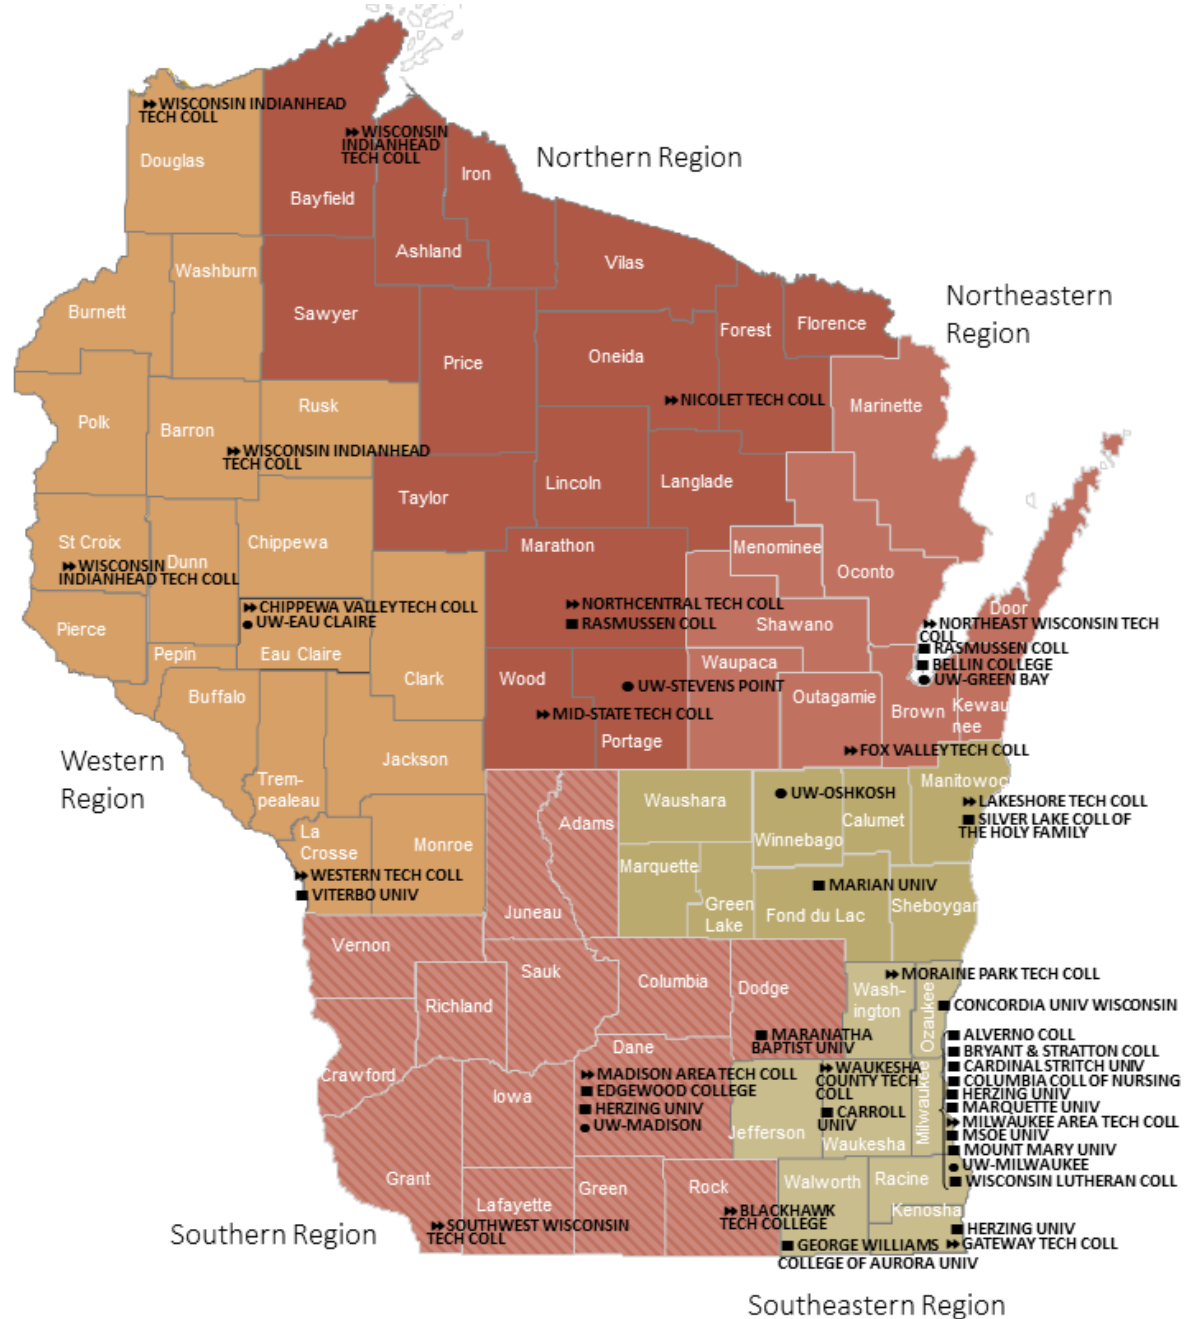 WISCONSIN INDIANHEAD
TECH COLL
Douglas
WISCONSIN
INDIANHEAD
TECH COLL
Northern Region
Iron
Bayfield
Ashland
Vilas
Washburn
Burnett
Sawyer
Northeastern
Region
Forest
Florence
Price
Oneida
NICOLET TECH COLL
Marinette
Rusk
Polk
Barron
WISCONSIN INDIANHEAD
TECH COLL
Taylor
Lincoln
Langlade
St Croix
Dunn
Chippewa
Marathon
Menominee
Oconto
WISCONSIN
INDIANHEAD TECH COLL
CHIPPEWA VALLEY TECH COLL
UW-EAU CLAIRE
NORTHCENTRAL TECH COLL
RASMUSSEN COLL
Shawano
Door
NORTHEAST WISCONSIN TECH
COLL
RASMUSSEN COLL
BELLIN COLLEGE
UW-GREEN BAY
Pierce
Pepin
Eau Claire
Clark
Wood
Waupaca
UW-STEVENS POINT
MID-STATE TECH COLL
Portage
Outagamie
Brown
Kewau
nee
FOX VALLEY TECH COLL
Buffalo
Western
Region
Trem-
pealeau
Jackson
Waushara
UW-OSHKOSH
Winnebago
Calumet
Manitowoc
LAKESHORE TECH COLL
SILVER LAKE COLL OF
THE HOLY FAMILY
Adams
La
Crosse
Monroe
WESTERN TECH COLL
VITERBO UNIV
Marquette
Green
Lake
MARIAN UNIV
Fond du Lac
Sheboygan
Juneau
Vernon
Sauk
Columbia
Dodge
Richland
MORAINE PARK TECH COLL
Wash-
ington
Ozaukee
CONCORDIA UNIV WISCONSIN
MARANATHA
BAPTIST UNIV
Dane
Crawford
Iowa
MADISON AREA TECH COLL
EDGEWOOD COLLEGE
HERZING UNIV
UW-MADISON
Jefferson
WAUKESHA
COUNTY TECH
COLL
CARROLL
UNIV
Waukesha
Milwaukee
ALVERNO COLL
BRYANT & STRATTON COLL
CARDINAL STRITCH UNIV
COLUMBIA COLL OF NURSING
HERZING UNIV
MARQUETTE UNIV
MILWAUKEE AREA TECH COLL
MSOE UNIV
MOUNT MARY UNIV
UW-MILWAUKEE
WISCONSIN LUTHERAN COLL
Grant
Lafayette
Green
Rock
Walworth
Racine
Kenosha
SOUTHWEST WISCONSIN
TECH COLL
BLACKHAWK
TECH COLLEGE
HERZING UNIV
GATEWAY TECH COLL
GEORGE WILLIAMS
COLLEGE OF AURORA UNIV
Southern Region
Southeastern Region